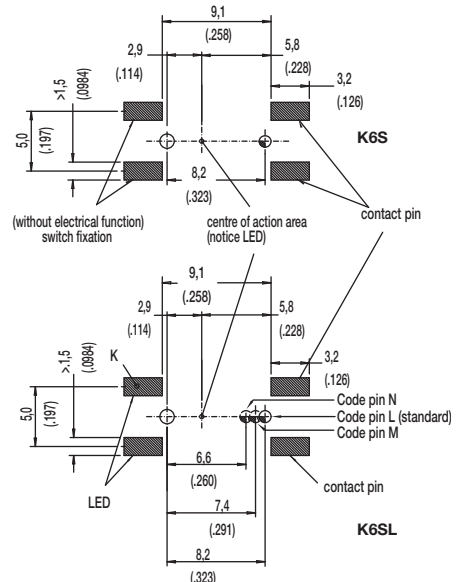 9,1
(.258)
2,9
(.114)
5,8
(.228)
3,2
(.126)
>1,5
(.0984)
5,0
(.197)
K6S
8,2
(.323)
(without electrical function)
switch fixation
centre of action area
(notice LED)
contact pin
9,1
(.258)
2,9
(.114)
5,8
(.228)
3,2
(.126)
>1,5
(.0984)
5,0
(.197)
K
Code pin N
Code pin L (standard)
Code pin M
6,6
(.260)
LED
contact pin
7,4
(.291)
K6SL
8,2
(.323)